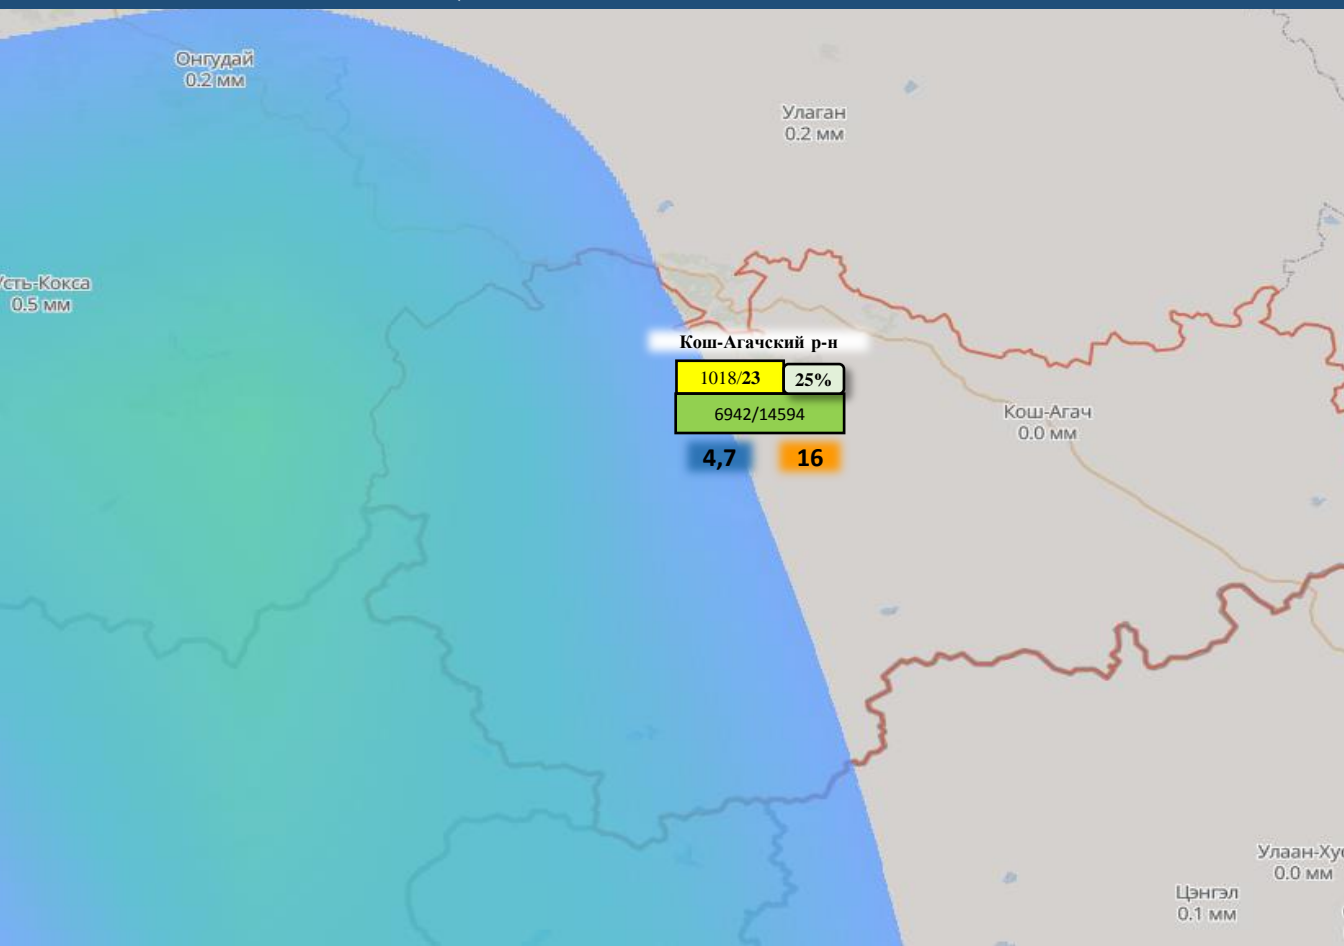 Онгудай
0.2 мм
Улаган
0.2 мм
Усть-Кокса
0.5 мм
Кош-Агачский р-н
1018/23
25%
6942/14594
Кош-Агач
0.0 мм
4,7
16
Улаан-Ху
0.0 мм
Цэнгэл
0.1 мм